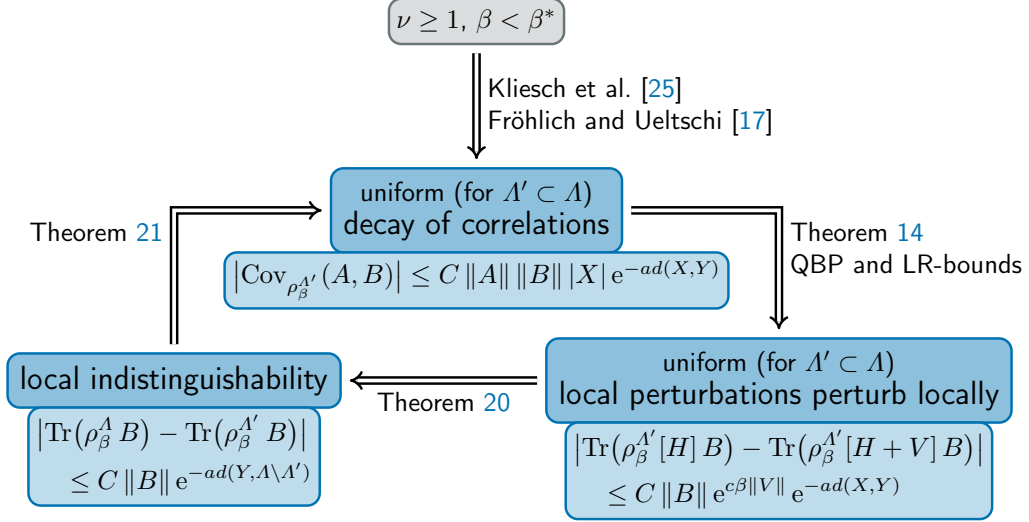 ν ≥ 1, β < β*
Kliesch et al. [25]
Fröhlich and Ueltschi [17]
uniform (for Λ′ ⊂ Λ)
decay of correlations
|Cov_{ρ_β^{Λ′}}(A, B)| ≤ C ‖A‖ ‖B‖ |X| e^{−ad(X,Y)}
Theorem 21
Theorem 14
QBP and LR-bounds
local indistinguishability
|Tr(ρ_β^Λ B) − Tr(ρ_β^{Λ′} B)|
≤ C ‖B‖ e^{−ad(Y,Λ\Λ′)}
Theorem 20
uniform (for Λ′ ⊂ Λ)
local perturbations perturb locally
|Tr(ρ_β^{Λ′}[H] B) − Tr(ρ_β^{Λ′}[H + V] B)|
≤ C ‖B‖ e^{cβ‖V‖} e^{−ad(X,Y)}